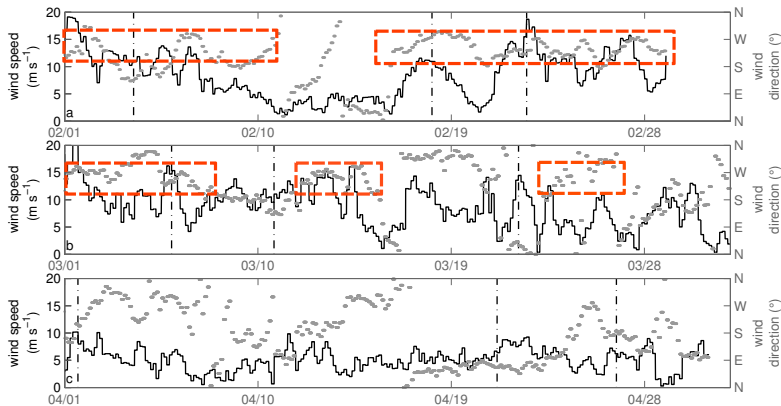 20 N
15 W
10 S
5 E
0 N
wind speed
(m s⁻¹)
wind
direction (°)
a
02/01 02/10 02/19 02/28
20 N
15 W
10 S
5 E
0 N
wind speed
(m s⁻¹)
wind
direction (°)
b
03/01 03/10 03/19 03/28
20 N
15 W
10 S
5 E
0 N
wind speed
(m s⁻¹)
wind
direction (°)
c
04/01 04/10 04/19 04/28